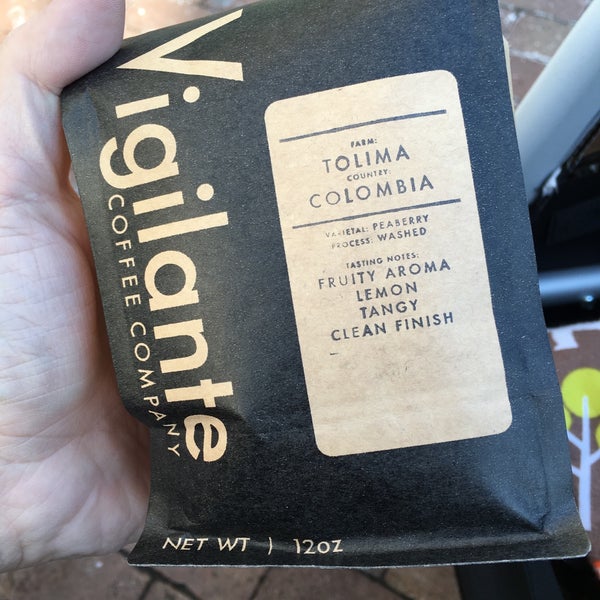 Vigilante
COFFEE COMPANY
FARM:
TOLIMA
COUNTRY:
COLOMBIA
VARIETAL: PEABERRY
PROCESS: WASHED
TASTING NOTES:
FRUITY AROMA
LEMON
TANGY
CLEAN FINISH
NET WT | 12OZ